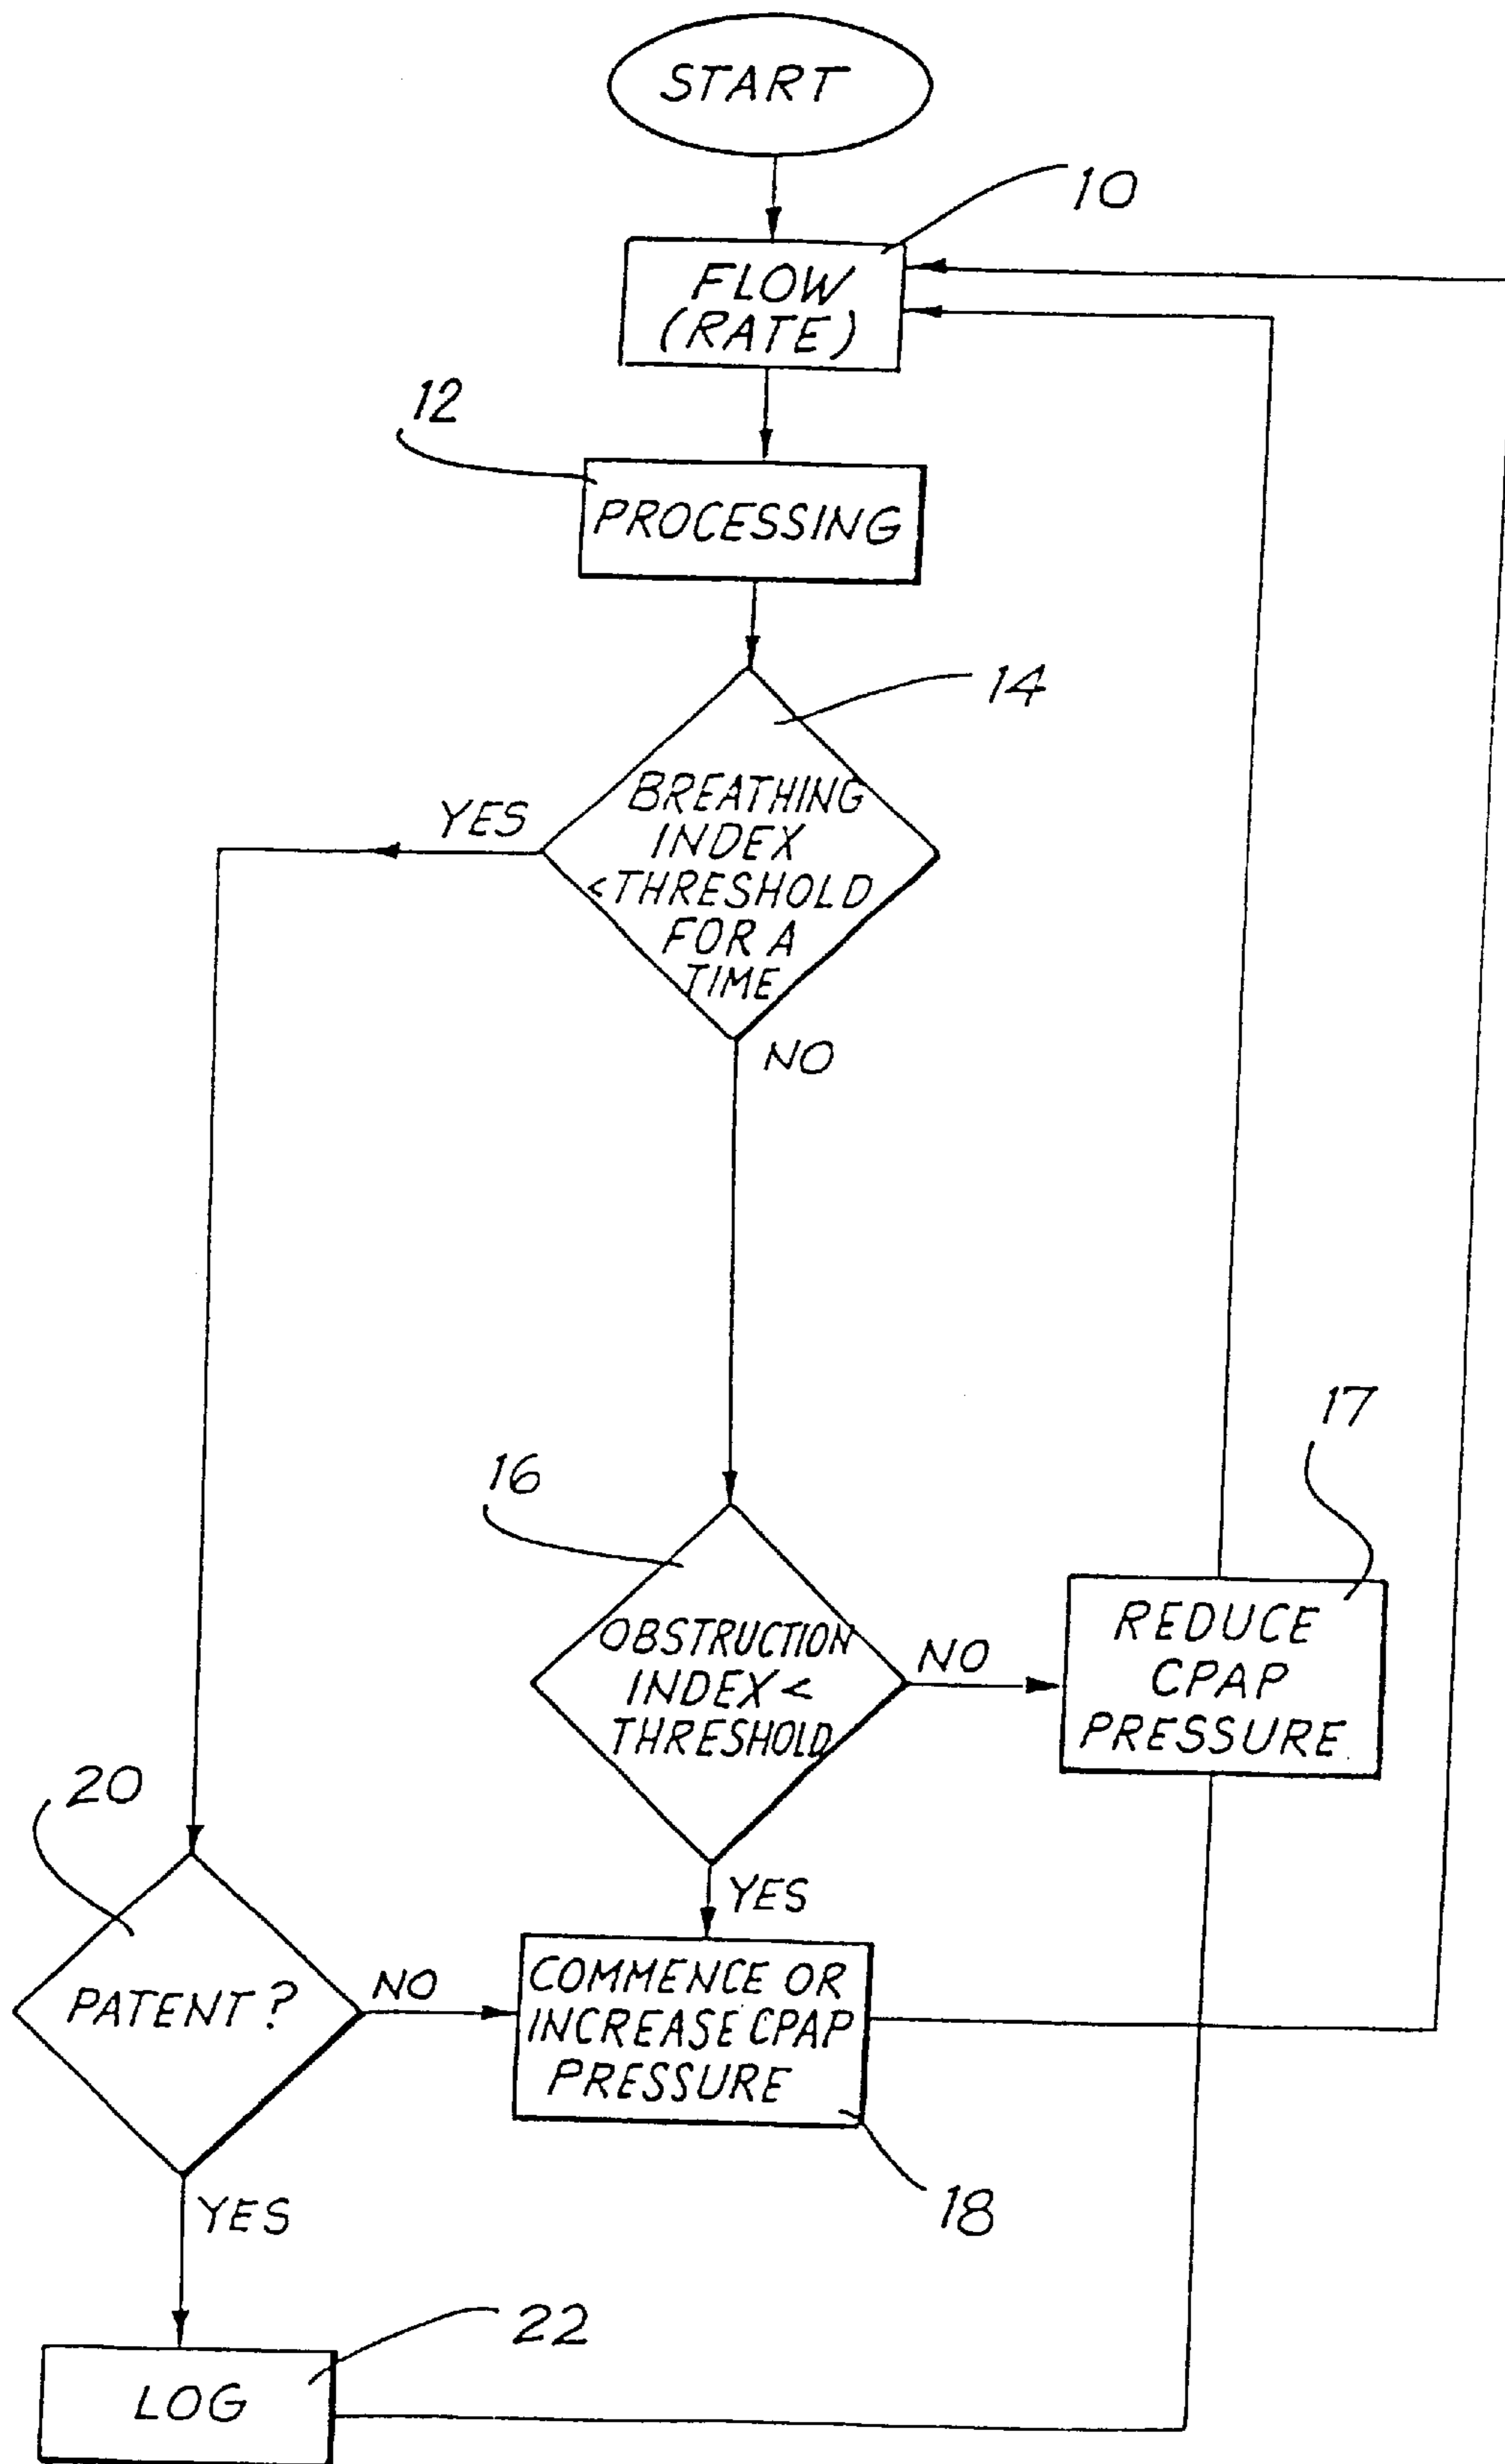 START
10
FLOW
(RATE)
12
PROCESSING
14
BREATHING
INDEX
<THRESHOLD
FOR A
TIME
YES
NO
16
17
OBSTRUCTION
INDEX <
THRESHOLD
NO
REDUCE
CPAP
PRESSURE
20
YES
PATENT?
NO
COMMENCE OR
INCREASE CPAP
PRESSURE
18
YES
22
LOG